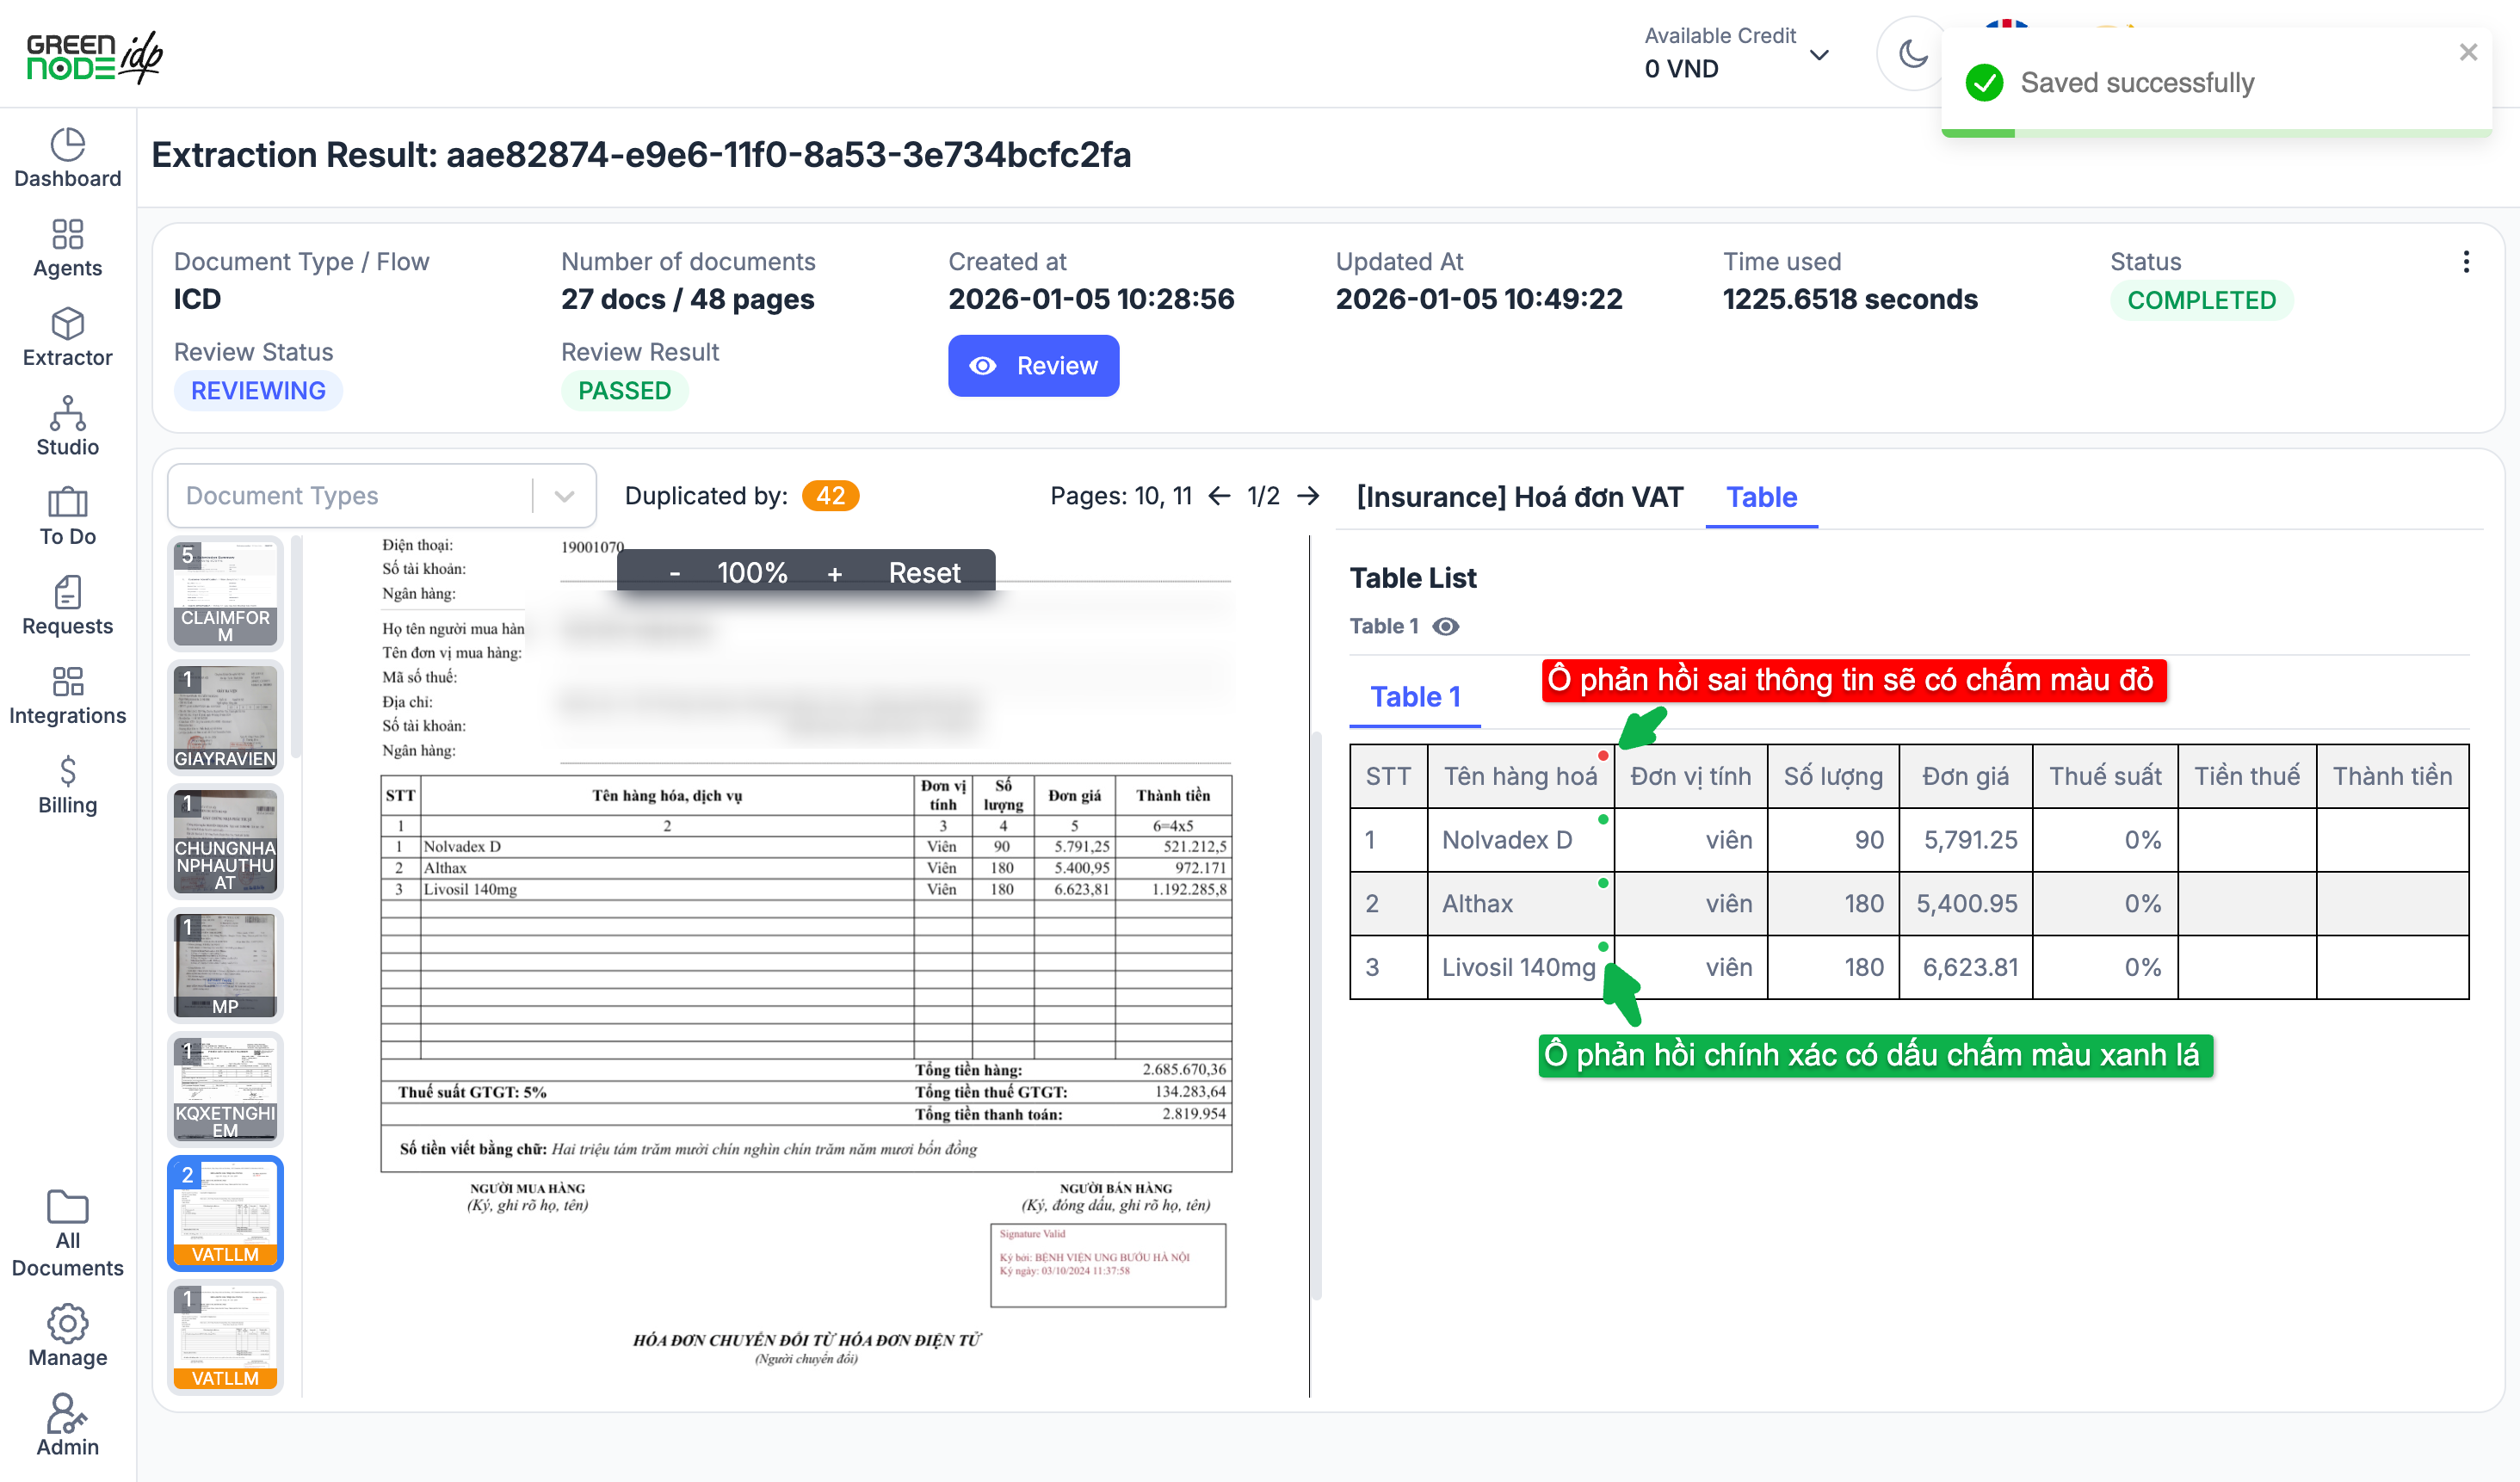 GREEN NODE idp
Available Credit
0 VND
Saved successfully
Dashboard
Agents
Extractor
Studio
To Do
Requests
Integrations
Billing
All Documents
Manage
Admin
Extraction Result: aae82874-e9e6-11f0-8a53-3e734bcfc2fa
Document Type / Flow
ICD
Number of documents
27 docs / 48 pages
Created at
2026-01-05 10:28:56
Updated At
2026-01-05 10:49:22
Time used
1225.6518 seconds
Status
COMPLETED
Review Status
REVIEWING
Review Result
PASSED
Review
Document Types
Duplicated by: 42
Pages: 10, 11 ← 1/2 →
5
CLAIMFORM
1
GIAYRAVIEN
1
CHUNGNHANPHAUTHUAT
1
MP
1
KQXETNGHIEM
2
VATLLM
1
VATLLM
- 100% + Reset
Điện thoại: 19001070
Số tài khoản:
Ngân hàng:
Họ tên người mua hàn
Tên đơn vị mua hàng:
Mã số thuế:
Địa chỉ:
Số tài khoản:
Ngân hàng:
STT Tên hàng hóa, dịch vụ Đơn vị tính Số lượng Đơn giá Thành tiền
1 2 3 4 5 6=4x5
1 Nolvadex D Viên 90 5.791,25 521.212,5
2 Althax Viên 180 5.400,95 972.171
3 Livosil 140mg Viên 180 6.623,81 1.192.285,8
Tổng tiền hàng: 2.685.670,36
Thuế suất GTGT: 5% Tổng tiền thuế GTGT: 134.283,64
Tổng tiền thanh toán: 2.819.954
Số tiền viết bằng chữ: Hai triệu tám trăm mười chín nghìn chín trăm năm mươi bốn đồng
NGƯỜI MUA HÀNG
(Ký, ghi rõ họ, tên)
NGƯỜI BÁN HÀNG
(Ký, đóng dấu, ghi rõ họ, tên)
Signature Valid
Ký bởi: BỆNH VIỆN UNG BƯỚU HÀ NỘI
Ký ngày: 03/10/2024 11:37:58
HÓA ĐƠN CHUYỂN ĐỔI TỪ HÓA ĐƠN ĐIỆN TỬ
(Người chuyển đổi)
[Insurance] Hoá đơn VAT Table
Table List
Table 1
Table 1
Ô phản hồi sai thông tin sẽ có chấm màu đỏ
STT Tên hàng hoá Đơn vị tính Số lượng Đơn giá Thuế suất Tiền thuế Thành tiền
1 Nolvadex D viên 90 5,791.25 0%
2 Althax viên 180 5,400.95 0%
3 Livosil 140mg viên 180 6,623.81 0%
Ô phản hồi chính xác có dấu chấm màu xanh lá